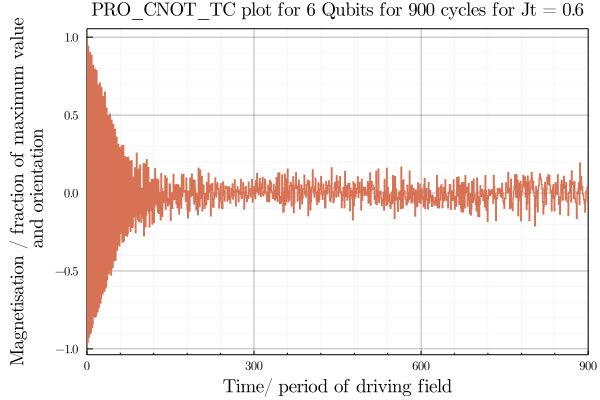 PRO_CNOT_TC plot for 6 Qubits for 900 cycles for Jt = 0.6
Magnetisation / fraction of maximum value
and orientation
1.0
0.5
0.0
−0.5
−1.0
0
300
600
900
Time/ period of driving field